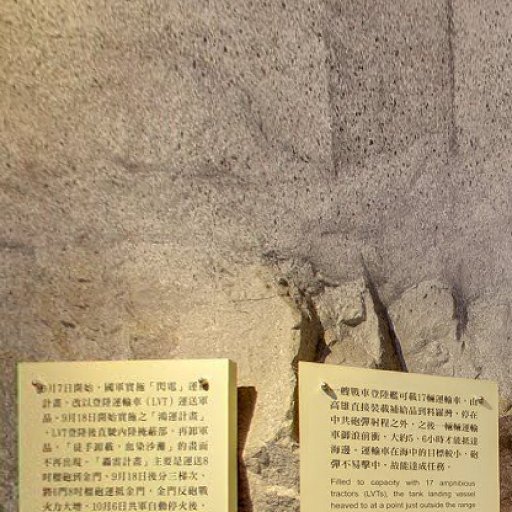 9月7日開始，國軍實施「閃電」運補
計畫，改以登陸運輸車（LVT）運送軍
品。9月18日開始實施之「鴻運計畫」
，LVT登陸後直駛內陸掩蔽部，再卸軍
品，「徒手卸載，血染沙灘」的畫面
不再出現。「轟雷計畫」主要是運送8
吋榴砲到金門，9月18日後分三梯次，
將6門8吋榴砲運抵金門，金門反砲戰
火力大增。10月6日共軍自動停火後，
一艘戰車登陸艦可載17輛運輸車，由
高雄直接裝載補給品到料羅灣，停在
中共砲彈射程之外，之後一輛輛運輸
車御浪前衝，大約5、6小時才能抵達
海邊，運輸車在海中的目標較小，砲
彈不易擊中，故能達成任務。
Filled to capacity with 17 amphibious
tractors (LVTs), the tank landing vessel
heaved to at a point just outside the range